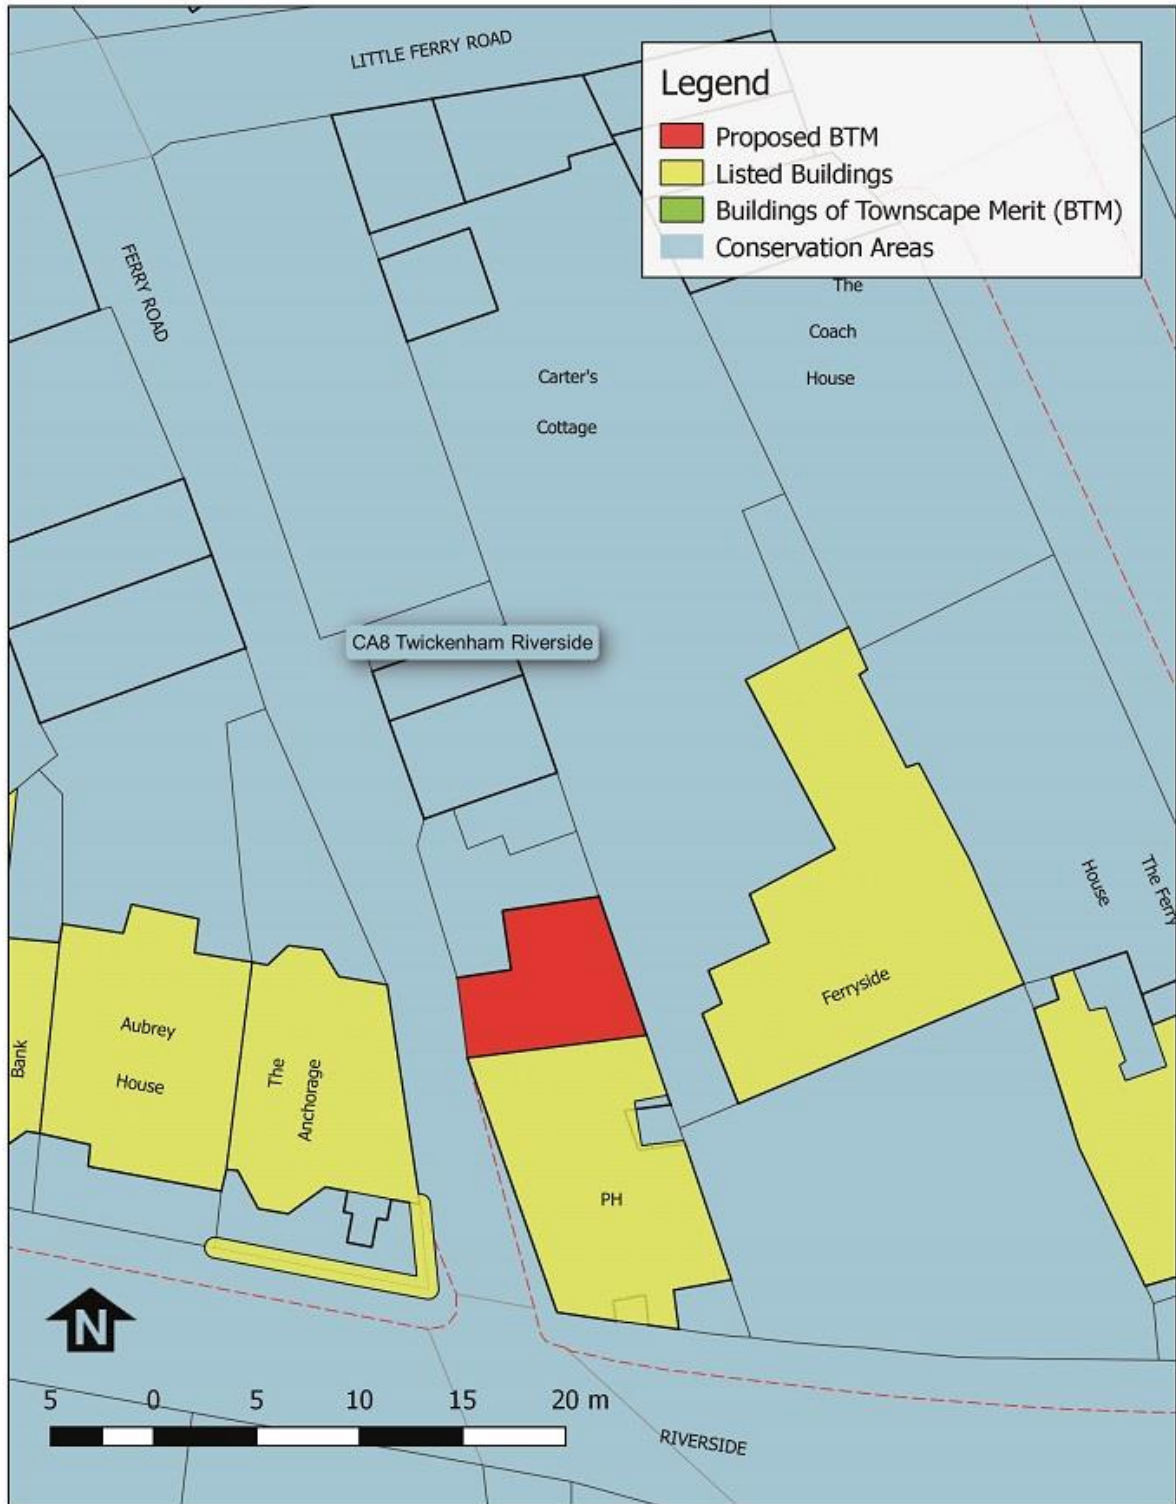 LITTLE FERRY ROAD
Legend
Proposed BTM
Listed Buildings
Buildings of Townscape Merit (BTM)
Conservation Areas
FERRY ROAD
The
Coach
House
Carter's
Cottage
CA8 Twickenham Riverside
House
The Ferry
Ferryside
Bank
Aubrey
House
The
Anchorage
PH
N
5 0 5 10 15 20 m
RIVERSIDE